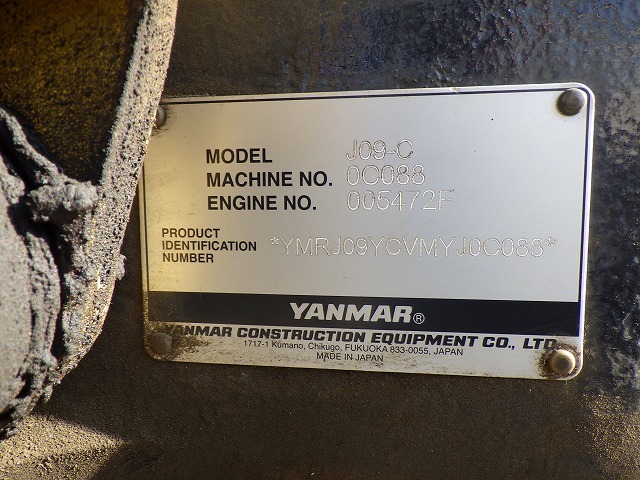 MODEL J09-C
MACHINE NO. 0C088
ENGINE NO. 005472F
PRODUCT IDENTIFICATION NUMBER *YMRJ09YCVMYJ0C088*
YANMAR®
YANMAR CONSTRUCTION EQUIPMENT CO., LTD.
1717-1 Kumano, Chikugo, FUKUOKA 833-0055, JAPAN
MADE IN JAPAN